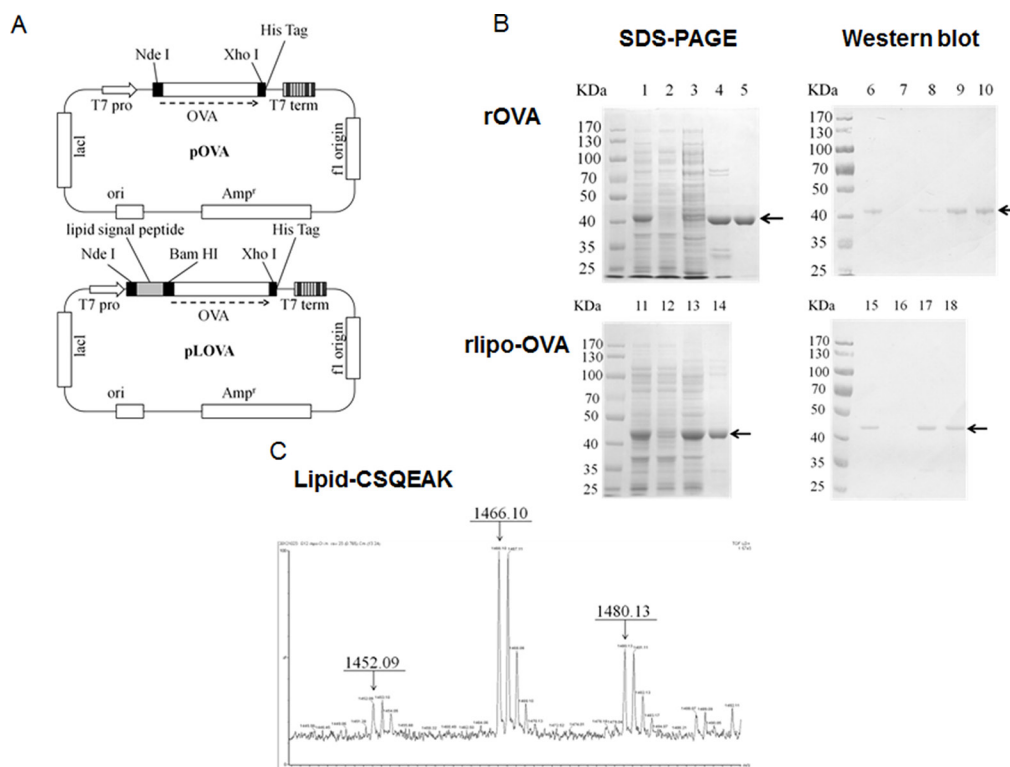 A
His Tag
Nde I
Xho I
T7 pro
OVA
T7 term
lacI
pOVA
f1 origin
ori
Ampʳ
lipid signal peptide
Nde I
Bam HI
Xho I
His Tag
T7 pro
OVA
T7 term
lacI
pLOVA
f1 origin
ori
Ampʳ
B
SDS-PAGE
Western blot
rOVA
KDa 1 2 3 4 5
170
130
100
70
50
40
35
25
KDa 6 7 8 9 10
170
130
100
70
50
40
35
25
rlipo-OVA
KDa 11 12 13 14
170
130
100
70
50
40
35
25
KDa 15 16 17 18
170
130
100
70
50
40
35
25
C
Lipid-CSQEAK
1466.10
1480.13
1452.09